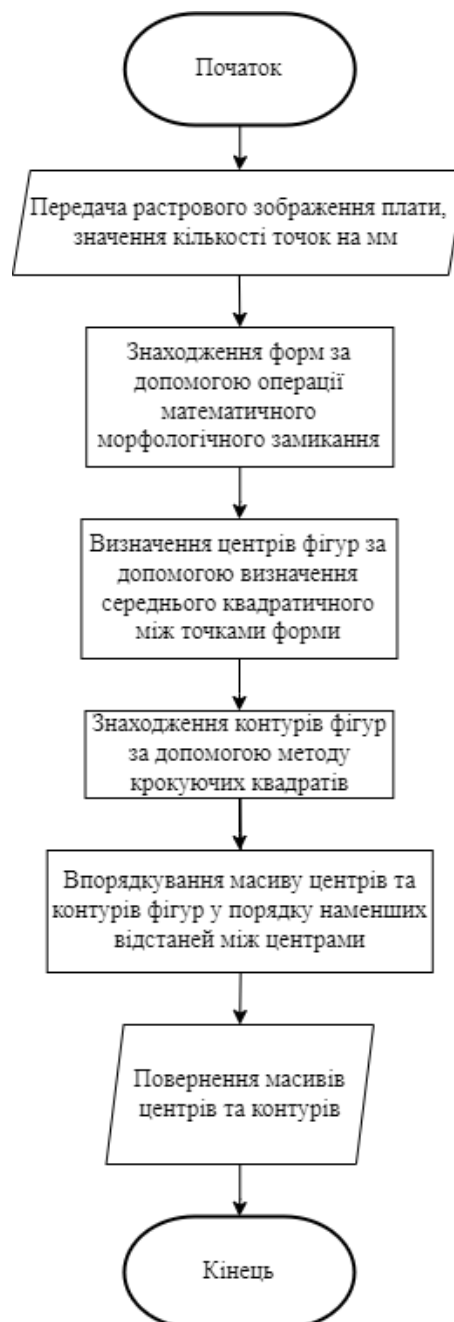 Початок
Передача растрового зображення плати,
значення кількості точок на мм
Знаходження форм за
допомогою операції
математичного
морфологічного замикання
Визначення центрів фігур за
допомогою визначення
середнього квадратичного
між точками форми
Знаходження контурів фігур
за допомогою методу
крокуючих квадратів
Впорядкування масиву центрів та
контурів фігур у порядку наменших
відстаней між центрами
Повернення масивів
центрів та контурів
Кінець